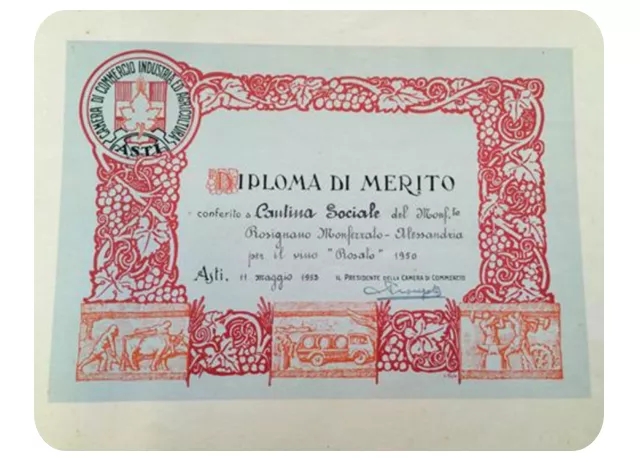 CAMERA DI COMMERCIO INDUSTRIA ED AGRICOLTURA
ASTI
DIPLOMA DI MERITO
conferito a Cantina Sociale del Monf.to
Rosignano Monferrato - Alessandria
per il vino "Rosato" 1950
Asti, 11 maggio 1953 IL PRESIDENTE DELLA CAMERA DI COMMERCIO